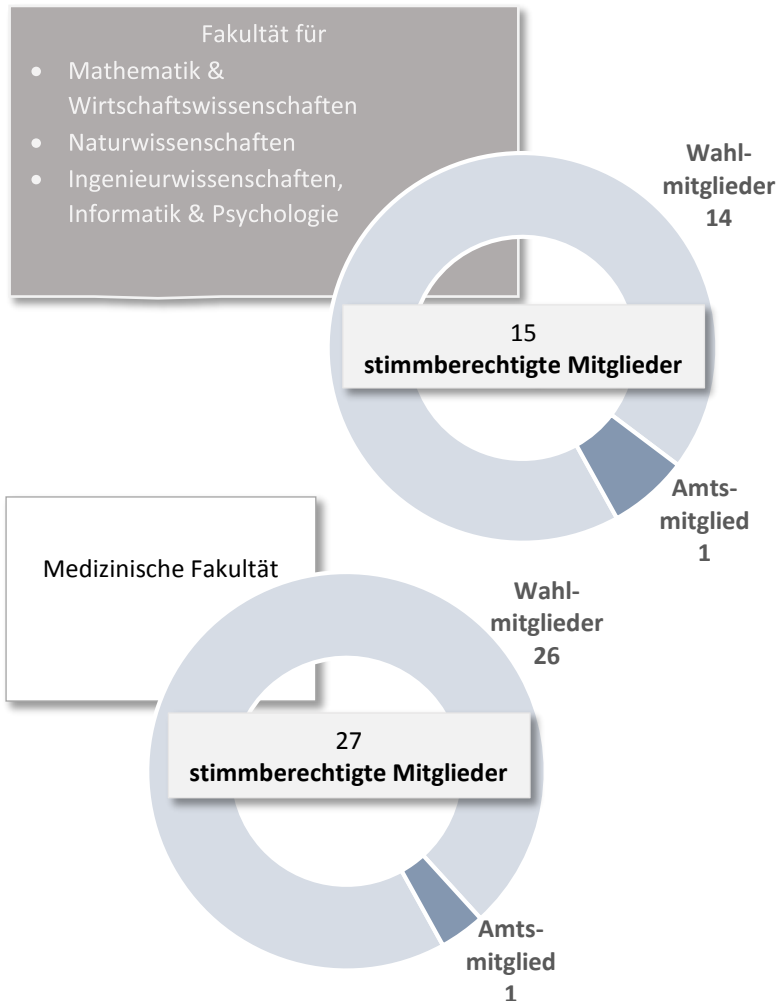 Fakultät für
• Mathematik &
Wirtschaftswissenschaften
• Naturwissenschaften
• Ingenieurwissenschaften,
Informatik & Psychologie
Wahl-
mitglieder
14
15
stimmberechtigte Mitglieder
Amts-
mitglied
1
Medizinische Fakultät
Wahl-
mitglieder
26
27
stimmberechtigte Mitglieder
Amts-
mitglied
1